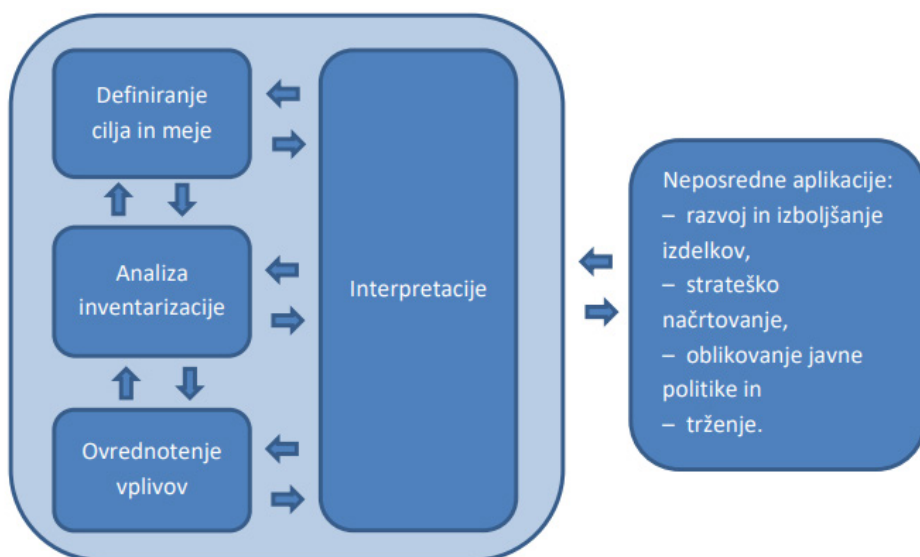 Definiranje
cilja in meje
Analiza
inventarizacije
Ovrednotenje
vplivov
Interpretacije
Neposredne aplikacije:
– razvoj in izboljšanje
izdelkov,
– strateško
načrtovanje,
– oblikovanje javne
politike in
– trženje.